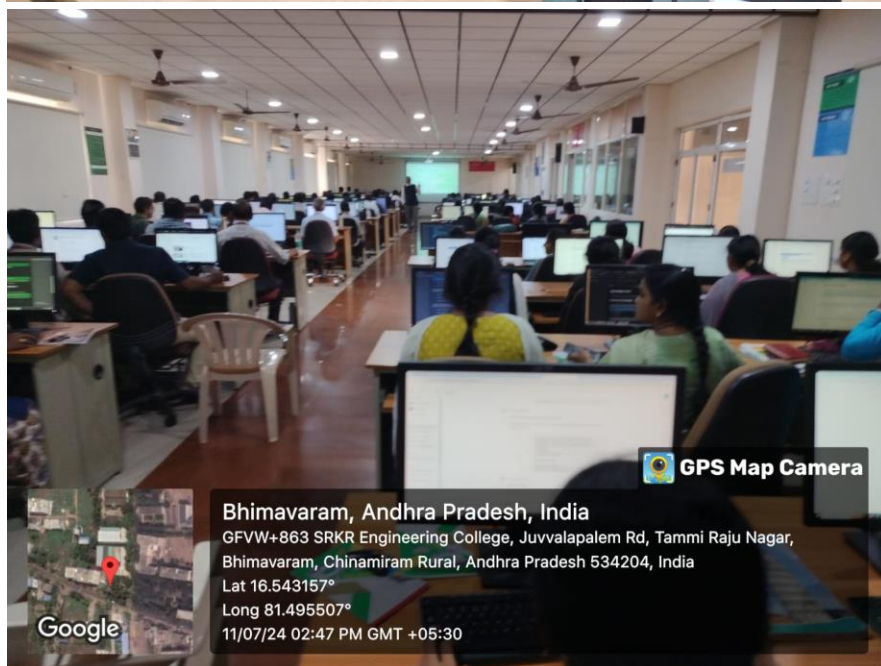 GPS Map Camera
Bhimavaram, Andhra Pradesh, India
GFVW+863 SRKR Engineering College, Juvvalapalem Rd, Tammi Raju Nagar,
Bhimavaram, Chinamiram Rural, Andhra Pradesh 534204, India
Lat 16.543157°
Long 81.495507°
11/07/24 02:47 PM GMT +05:30
Google